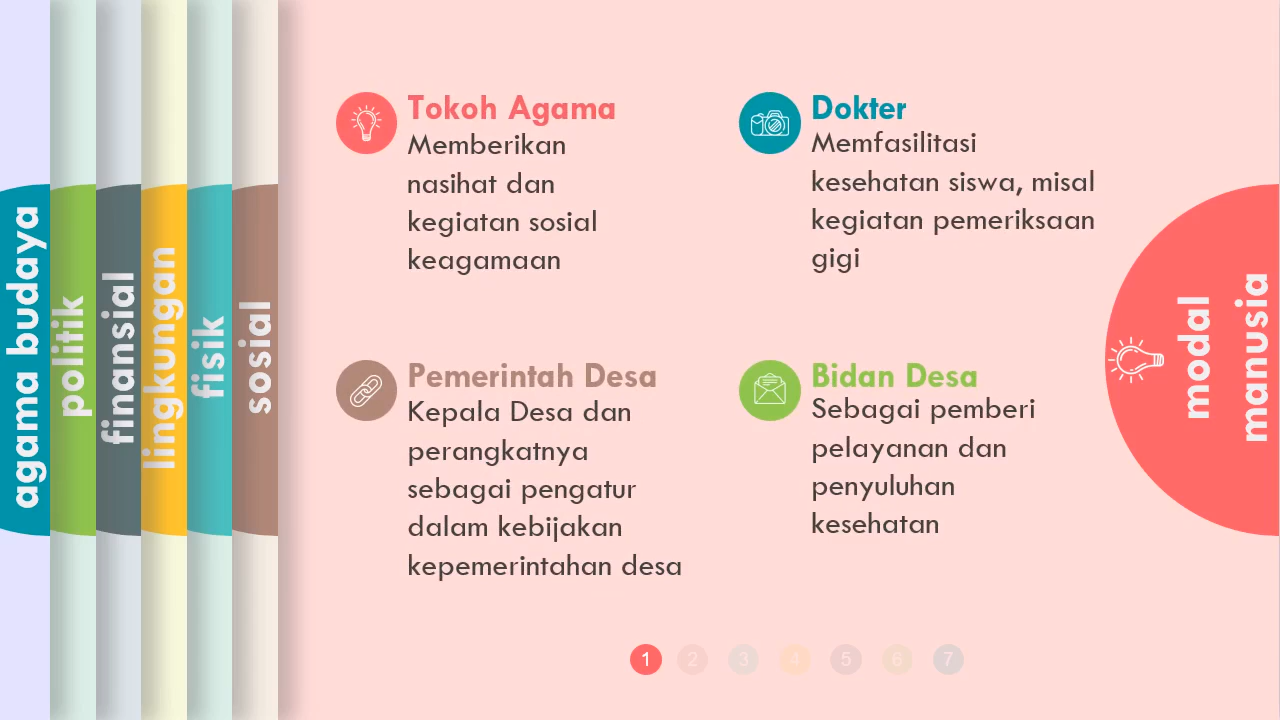 agama budaya
politik
finansial
lingkungan
fisik
sosial
Tokoh Agama
Memberikan
nasihat dan
kegiatan sosial
keagamaan
Dokter
Memfasilitasi
kesehatan siswa, misal
kegiatan pemeriksaan
gigi
Pemerintah Desa
Kepala Desa dan
perangkatnya
sebagai pengatur
dalam kebijakan
kepemerintahan desa
Bidan Desa
Sebagai pemberi
pelayanan dan
penyuluhan
kesehatan
modal
manusia
1 2 3 4 5 6 7